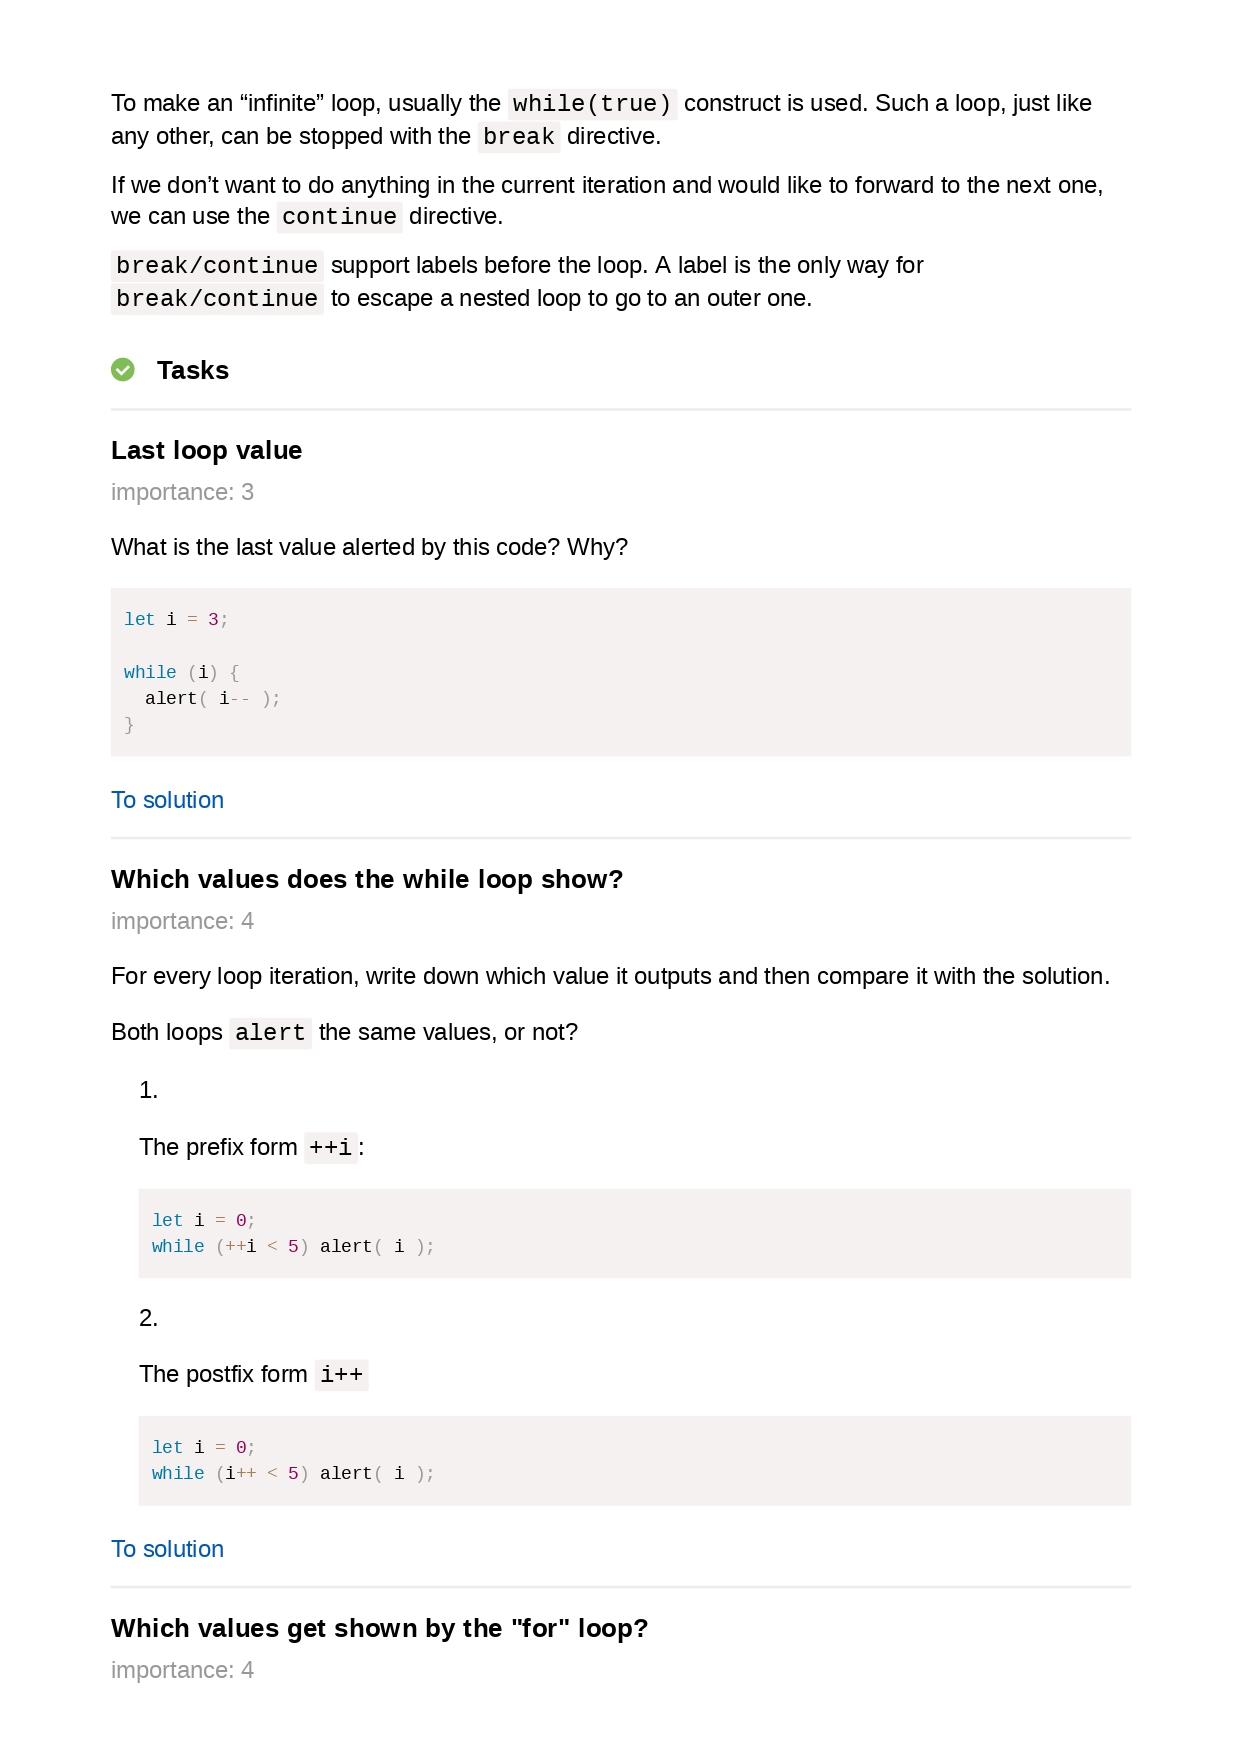 To make an “infinite” loop, usually the while(true) construct is used. Such a loop, just like
any other, can be stopped with the break directive.
If we don’t want to do anything in the current iteration and would like to forward to the next one,
we can use the continue directive.
break/continue support labels before the loop. A label is the only way for
break/continue to escape a nested loop to go to an outer one.
Tasks
Last loop value
importance: 3
What is the last value alerted by this code? Why?
let i = 3;
while (i) {
  alert( i-- );
}
To solution
Which values does the while loop show?
importance: 4
For every loop iteration, write down which value it outputs and then compare it with the solution.
Both loops alert the same values, or not?
1.
The prefix form ++i:
let i = 0;
while (++i < 5) alert( i );
2.
The postfix form i++
let i = 0;
while (i++ < 5) alert( i );
To solution
Which values get shown by the "for" loop?
importance: 4